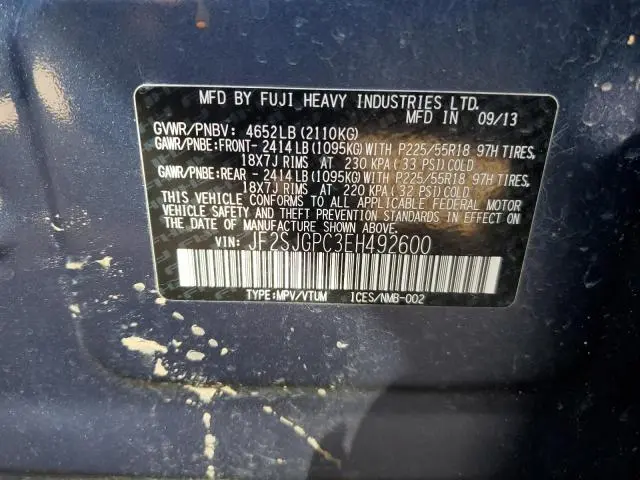 MFD BY FUJI HEAVY INDUSTRIES LTD.
MFD IN 09/13
GVWR/PNBV: 4652LB (2110KG)
GAWR/PNBE:FRONT- 2414LB (1095KG) WITH P225/55R18 97H TIRES,
18X7J RIMS AT 230 KPA (33 PSI) COLD
GAWR/PNBE:REAR - 2414LB (1095KG) WITH P225/55R18 97H TIRES,
18X7J RIMS AT 220 KPA (32 PSI) COLD
THIS VEHICLE CONFORMS TO ALL APPLICABLE FEDERAL MOTOR
VEHICLE SAFETY AND THEFT PREVENTION STANDARDS IN EFFECT ON
THE DATE OF MANUFACTURE SHOWN ABOVE.
VIN: JF2SJGPC3EH492600
TYPE:MPV/VTUM ICES/NMB-002